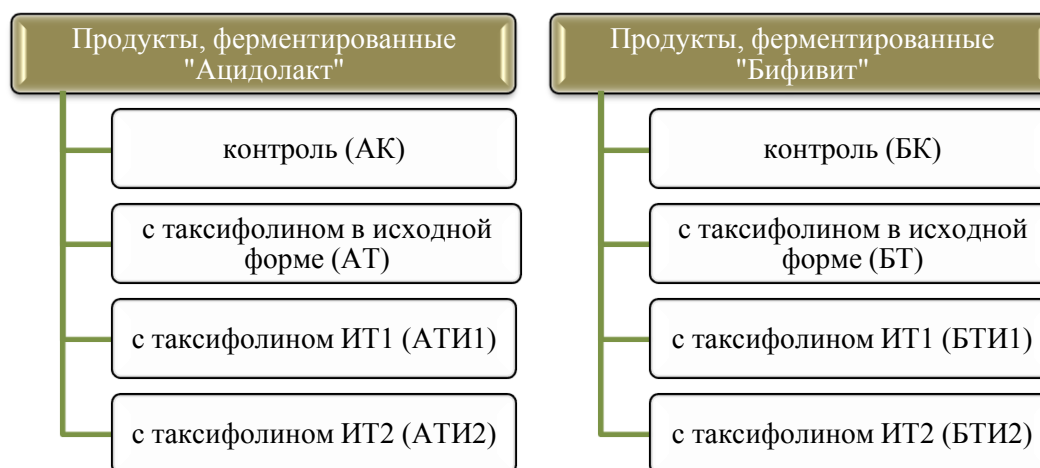 Продукты, ферментированные
"Ацидолакт"
контроль (АК)
с таксифолином в исходной
форме (АТ)
с таксифолином ИТ1 (АТИ1)
с таксифолином ИТ2 (АТИ2)
Продукты, ферментированные
"Бифивит"
контроль (БК)
с таксифолином в исходной
форме (БТ)
с таксифолином ИТ1 (БТИ1)
с таксифолином ИТ2 (БТИ2)